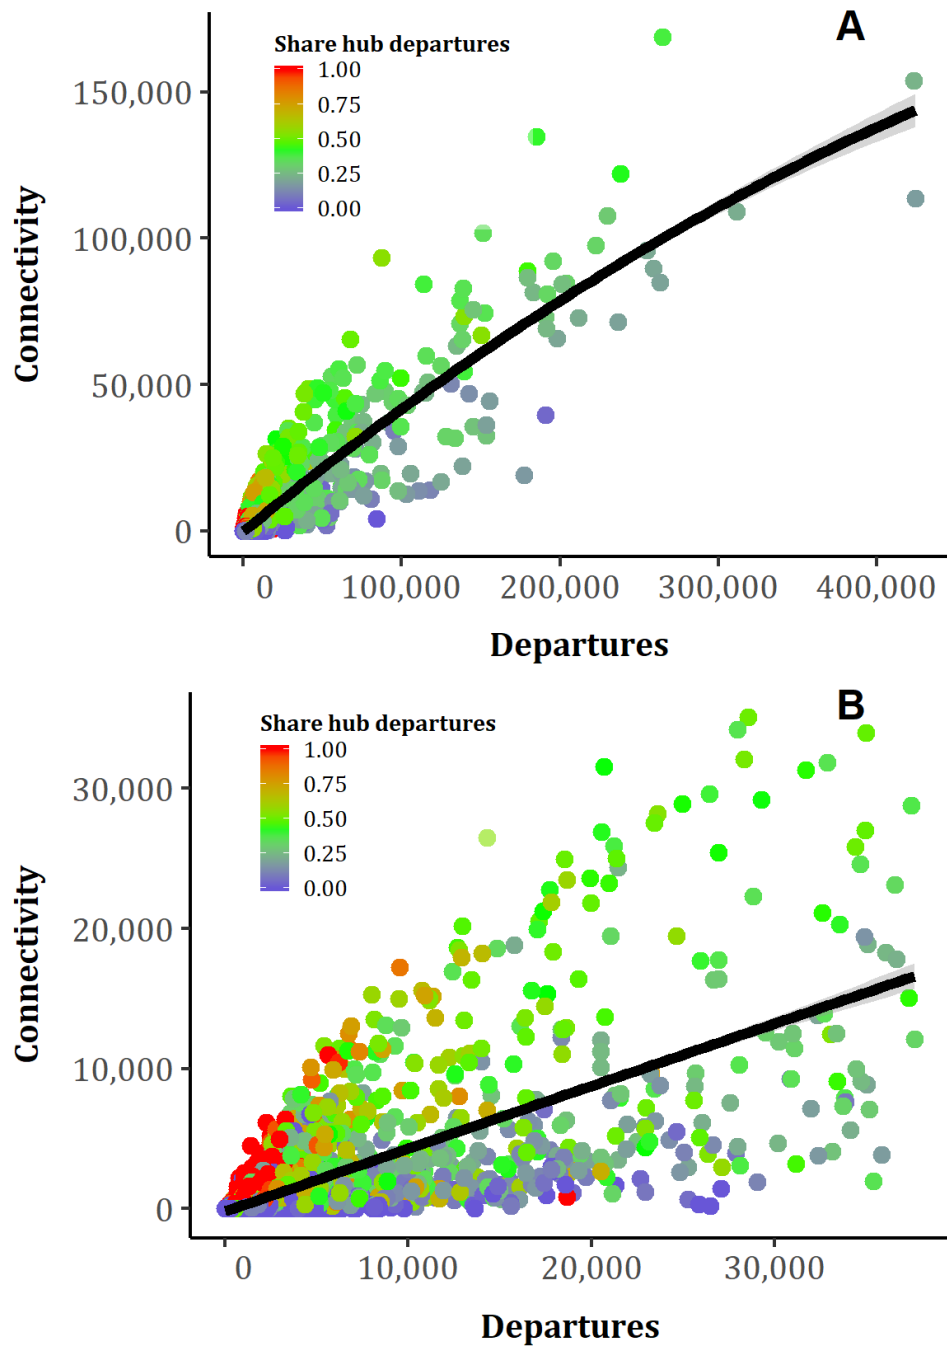 A
Share hub departures
1.00
0.75
0.50
0.25
0.00
150,000
100,000
50,000
0
Connectivity
0 100,000 200,000 300,000 400,000
Departures
B
Share hub departures
1.00
0.75
0.50
0.25
0.00
30,000
20,000
10,000
0
Connectivity
0 10,000 20,000 30,000
Departures